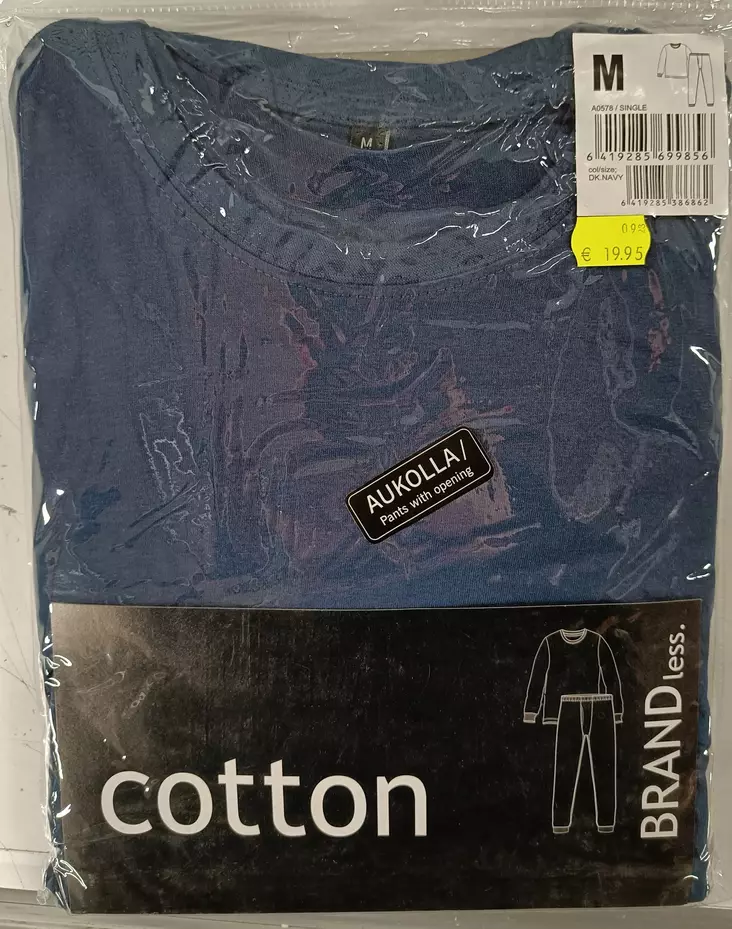 M
A0578 / SINGLE
6 419285 699856
col/size;
DK.NAVY
6 419285 386862
€ 19.95
M
AUKOLLA/
Pants with opening
cotton
BRANDless.